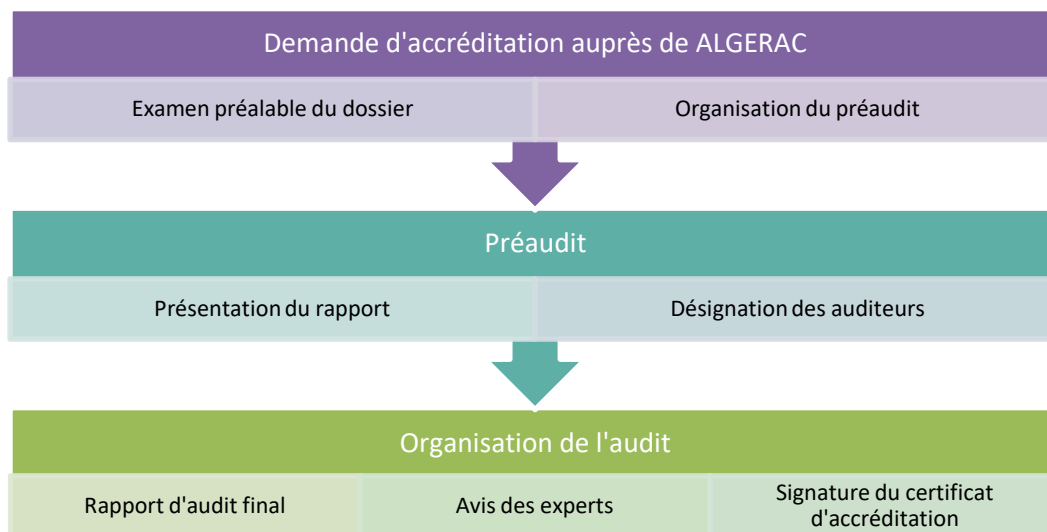 Demande d'accréditation auprès de ALGERAC
Examen préalable du dossier
Organisation du préaudit
Préaudit
Présentation du rapport
Désignation des auditeurs
Organisation de l'audit
Rapport d'audit final
Avis des experts
Signature du certificat
d'accréditation